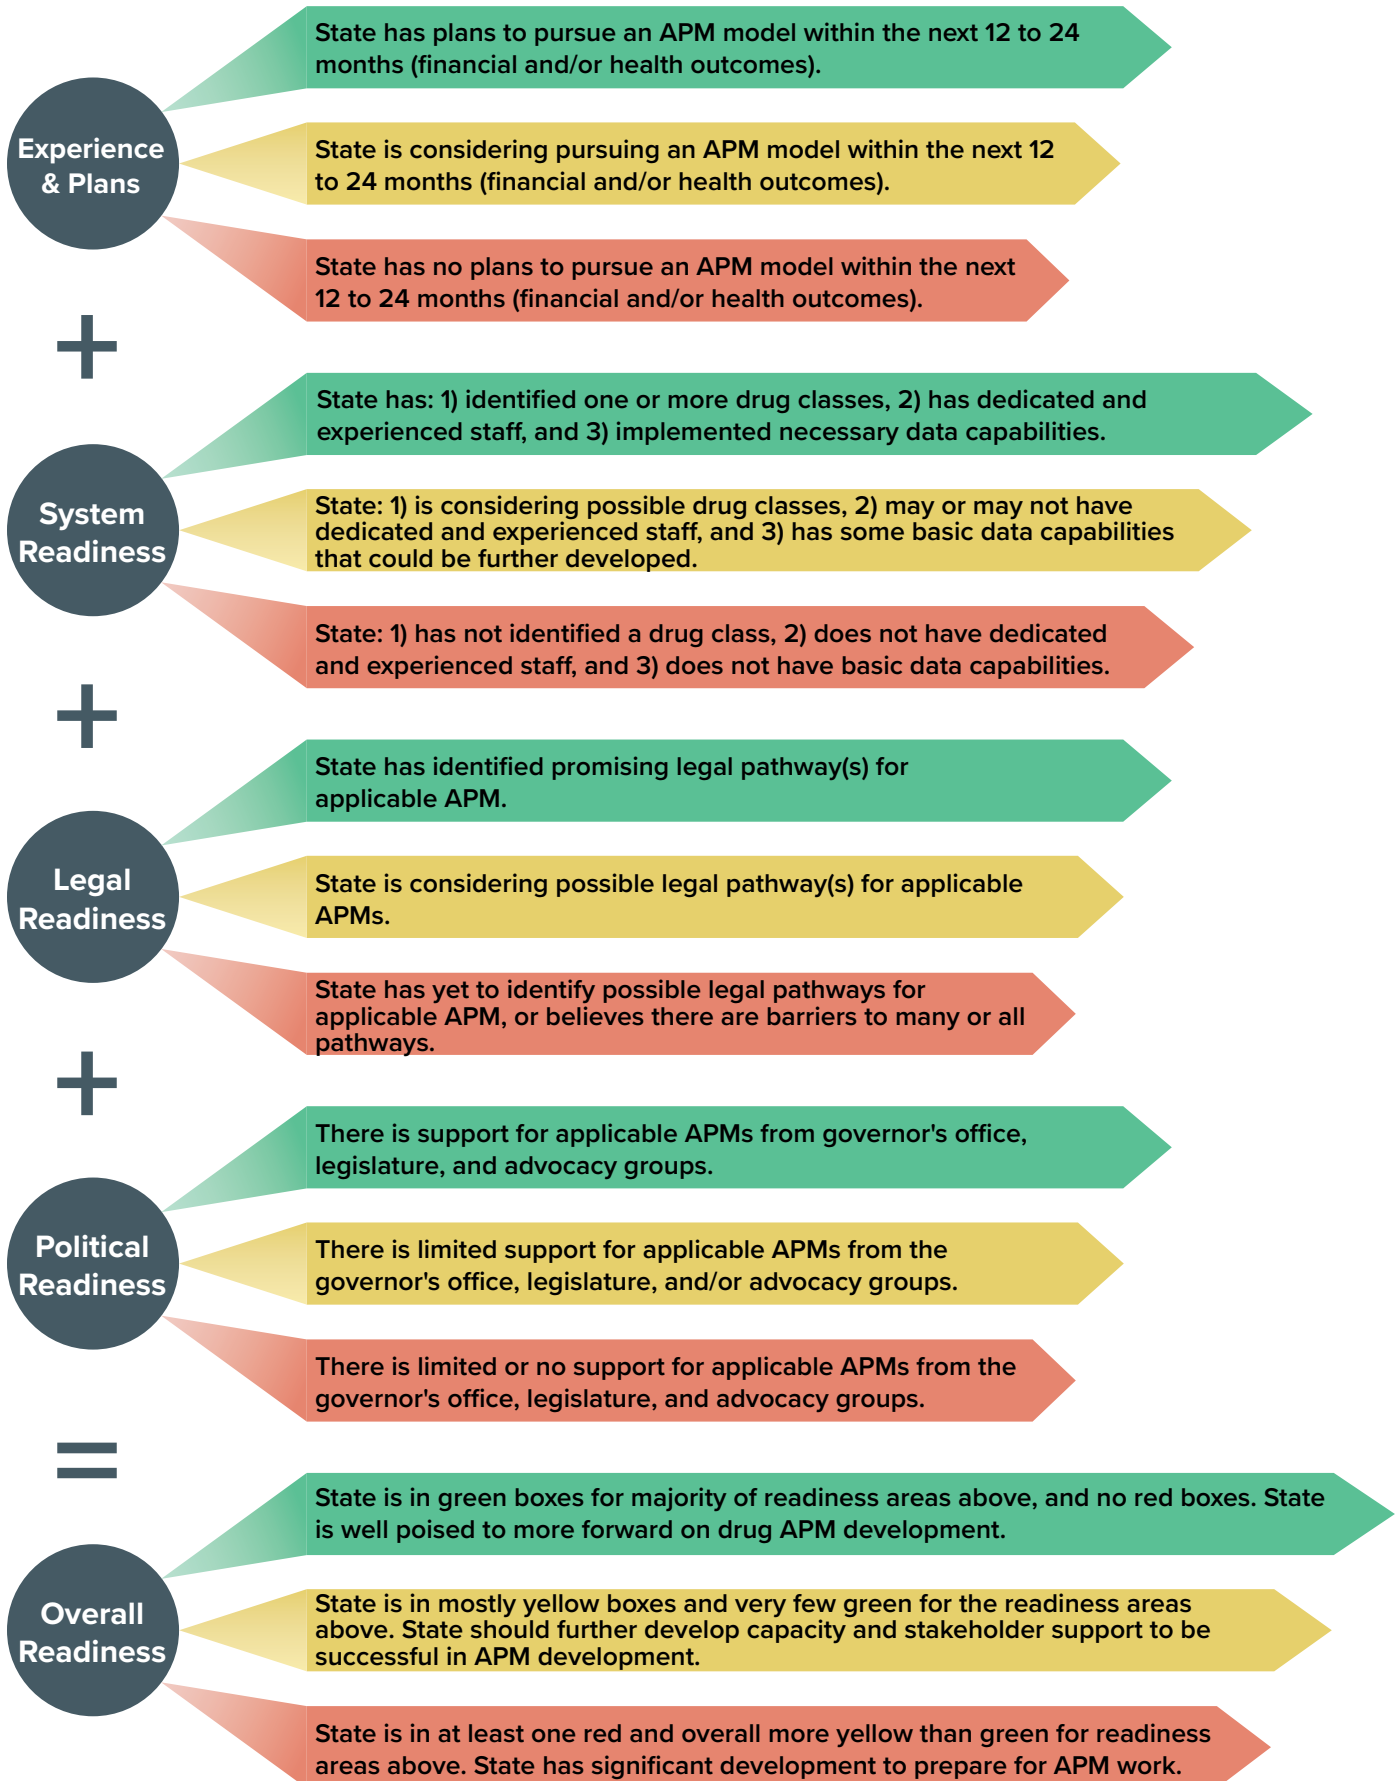 State has plans to pursue an APM model within the next 12 to 24
months (financial and/or health outcomes).
Experience
& Plans
State is considering pursuing an APM model within the next 12
to 24 months (financial and/or health outcomes).
State has no plans to pursue an APM model within the next
12 to 24 months (financial and/or health outcomes).
+
State has: 1) identified one or more drug classes, 2) has dedicated and
experienced staff, and 3) implemented necessary data capabilities.
System
Readiness
State: 1) is considering possible drug classes, 2) may or may not have
dedicated and experienced staff, and 3) has some basic data capabilities
that could be further developed.
State: 1) has not identified a drug class, 2) does not have dedicated
and experienced staff, and 3) does not have basic data capabilities.
+
State has identified promising legal pathway(s) for
applicable APM.
Legal
Readiness
State is considering possible legal pathway(s) for applicable
APMs.
State has yet to identify possible legal pathways for
applicable APM, or believes there are barriers to many or all
pathways.
+
There is support for applicable APMs from governor's office,
legislature, and advocacy groups.
Political
Readiness
There is limited support for applicable APMs from the
governor's office, legislature, and/or advocacy groups.
There is limited or no support for applicable APMs from the
governor's office, legislature, and advocacy groups.
=
State is in green boxes for majority of readiness areas above, and no red boxes. State
is well poised to more forward on drug APM development.
Overall
Readiness
State is in mostly yellow boxes and very few green for the readiness areas
above. State should further develop capacity and stakeholder support to be
successful in APM development.
State is in at least one red and overall more yellow than green for readiness
areas above. State has significant development to prepare for APM work.